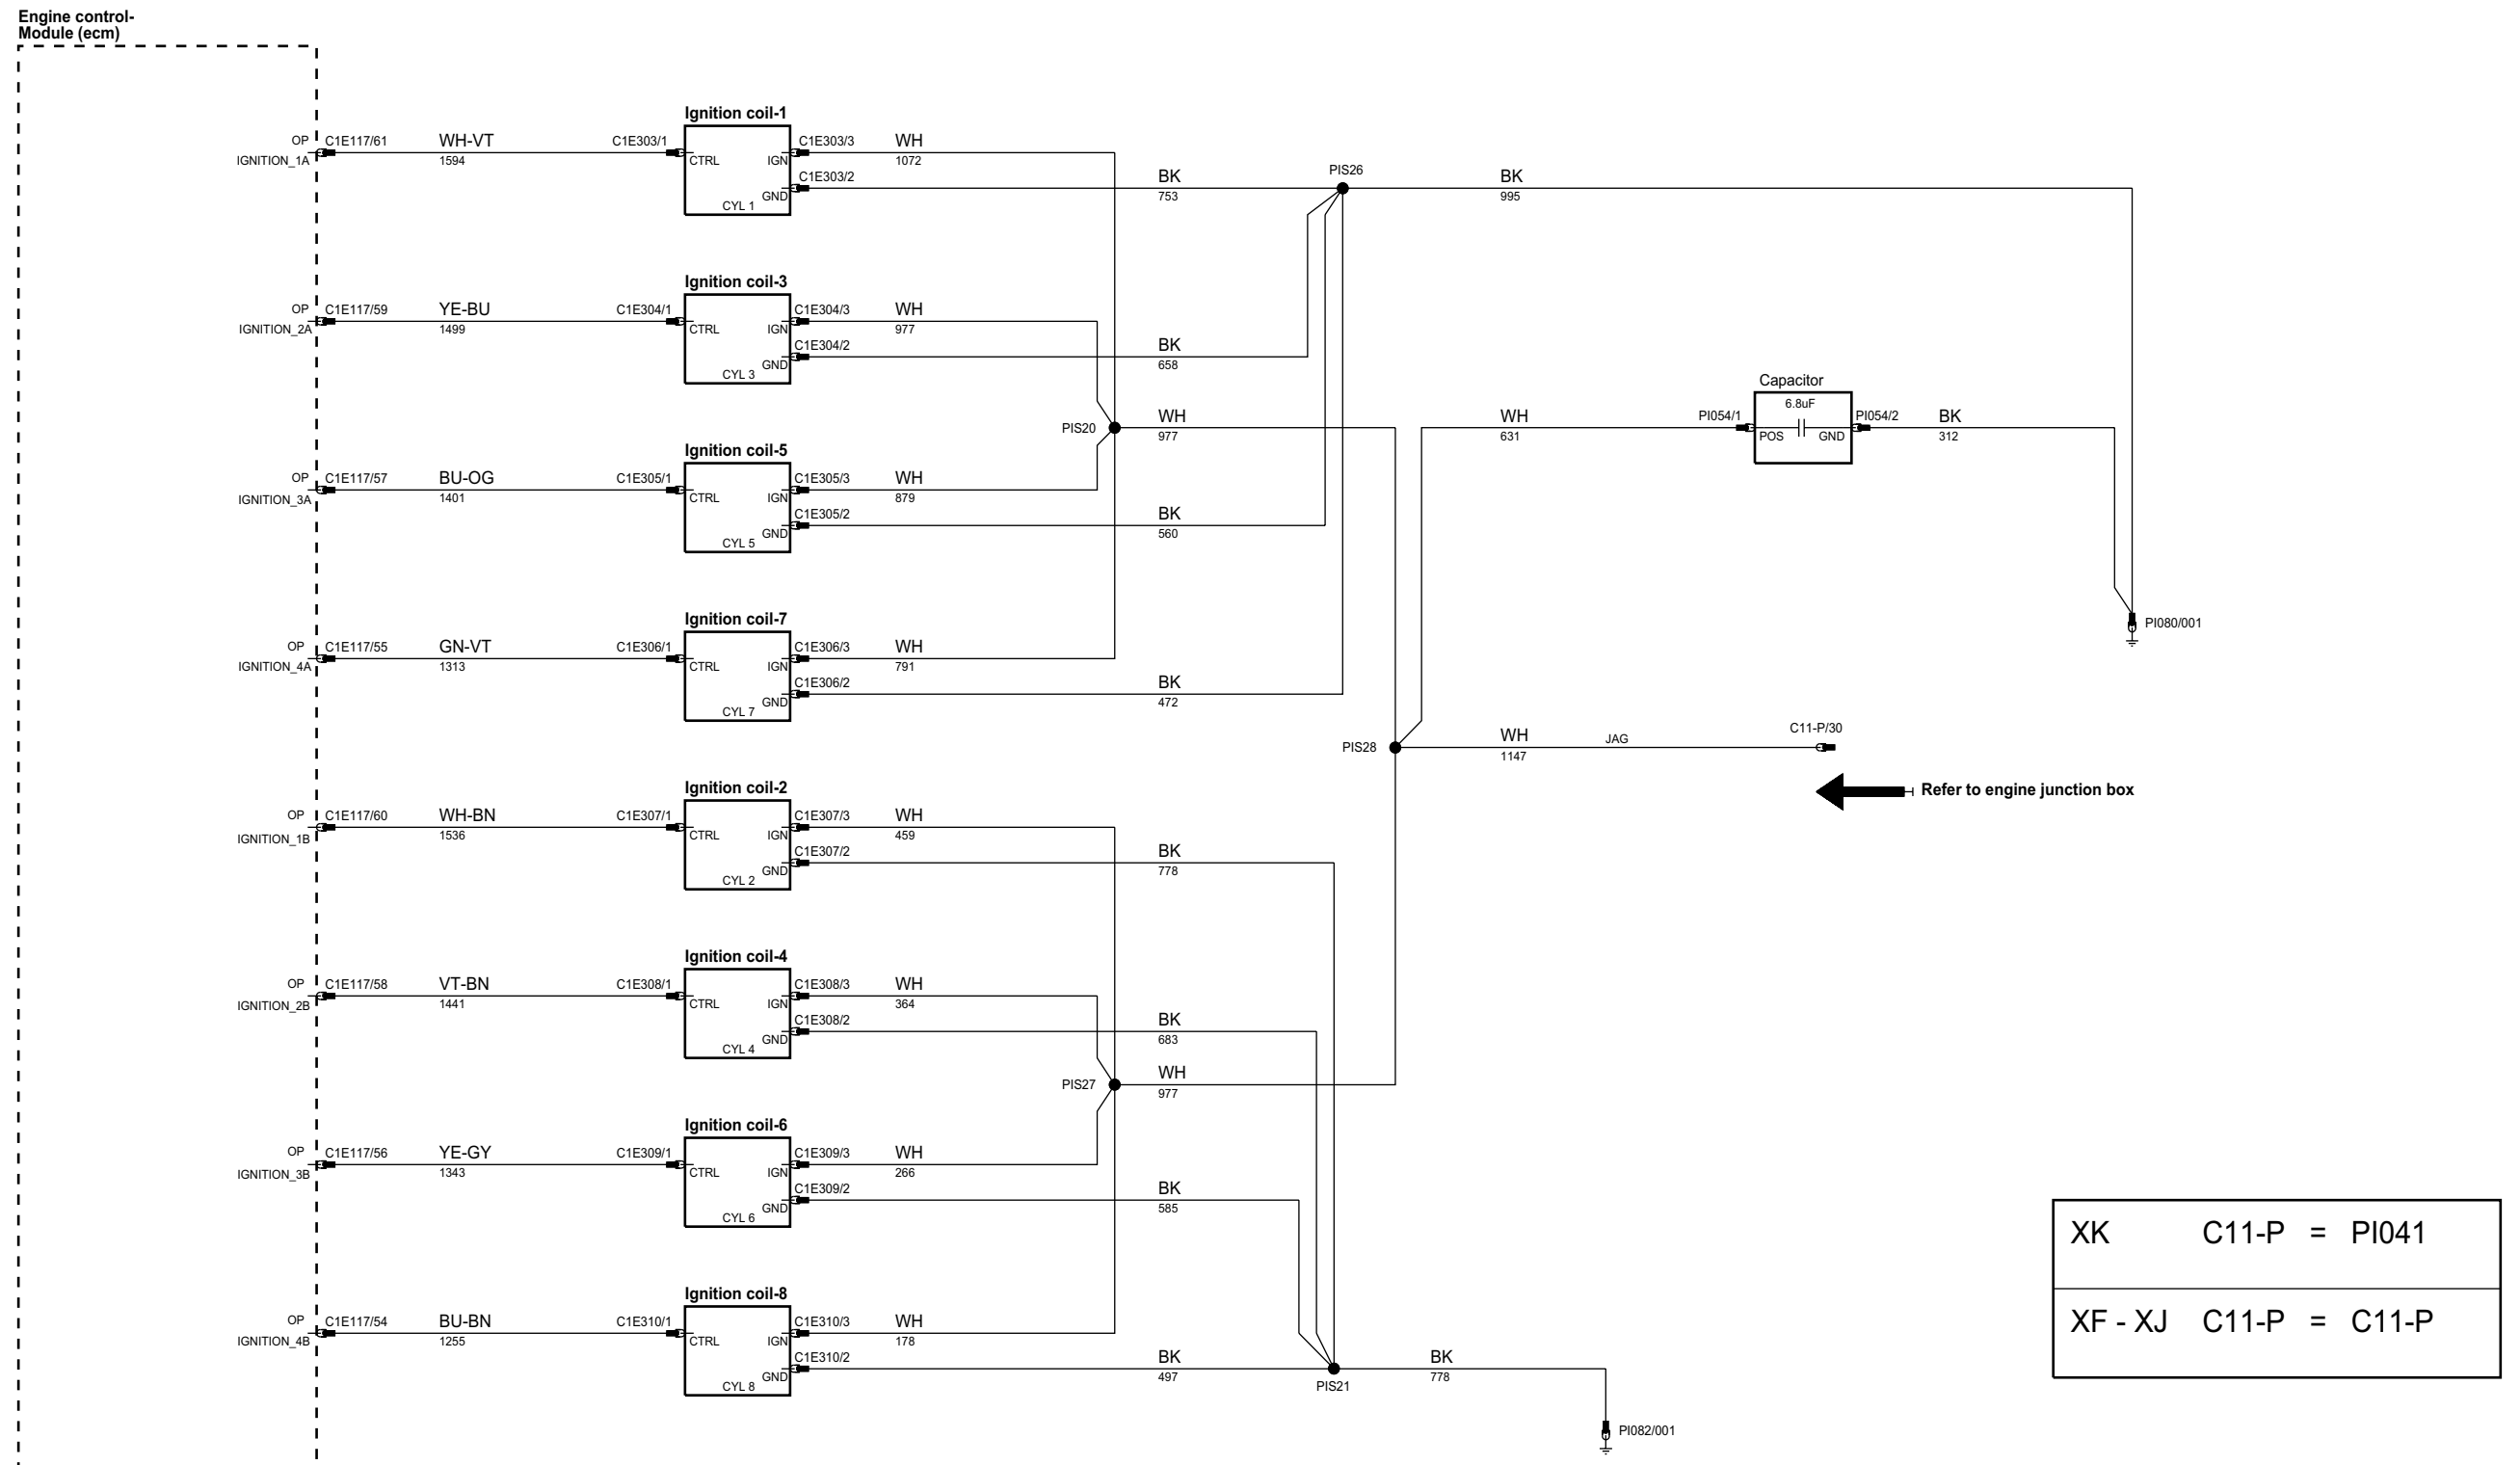 Engine control-
Module (ecm)
Ignition coil-1
OP C1E117/61 WH-VT C1E303/1 C1E303/3 WH
IGNITION_1A 1594 CTRL IGN 1072
C1E303/2 BK PIS26 BK
GND 753 995
CYL 1
Ignition coil-3
OP C1E117/59 YE-BU C1E304/1 C1E304/3 WH
IGNITION_2A 1499 CTRL IGN 977
C1E304/2 BK
GND 658
CYL 3
Capacitor
6.8uF
PIS20 WH WH PI054/1 PI054/2 BK
977 631 POS GND 312
Ignition coil-5
OP C1E117/57 BU-OG C1E305/1 C1E305/3 WH
IGNITION_3A 1401 CTRL IGN 879
C1E305/2 BK
GND 560
CYL 5
Ignition coil-7
PI080/001
OP C1E117/55 GN-VT C1E306/1 C1E306/3 WH
IGNITION_4A 1313 CTRL IGN 791
C1E306/2 BK
GND 472
CYL 7
PIS28 WH JAG C11-P/30
1147
Refer to engine junction box
Ignition coil-2
OP C1E117/60 WH-BN C1E307/1 C1E307/3 WH
IGNITION_1B 1536 CTRL IGN 459
C1E307/2 BK
GND 778
CYL 2
Ignition coil-4
OP C1E117/58 VT-BN C1E308/1 C1E308/3 WH
IGNITION_2B 1441 CTRL IGN 364
C1E308/2 BK
GND 683
CYL 4
PIS27 WH
977
Ignition coil-6
OP C1E117/56 YE-GY C1E309/1 C1E309/3 WH
IGNITION_3B 1343 CTRL IGN 266
C1E309/2 BK
GND 585
CYL 6
Ignition coil-8
OP C1E117/54 BU-BN C1E310/1 C1E310/3 WH
IGNITION_4B 1255 CTRL IGN 178
C1E310/2 BK BK
GND 497 PIS21 778
CYL 8
PI082/001
XK C11-P = PI041
XF - XJ C11-P = C11-P